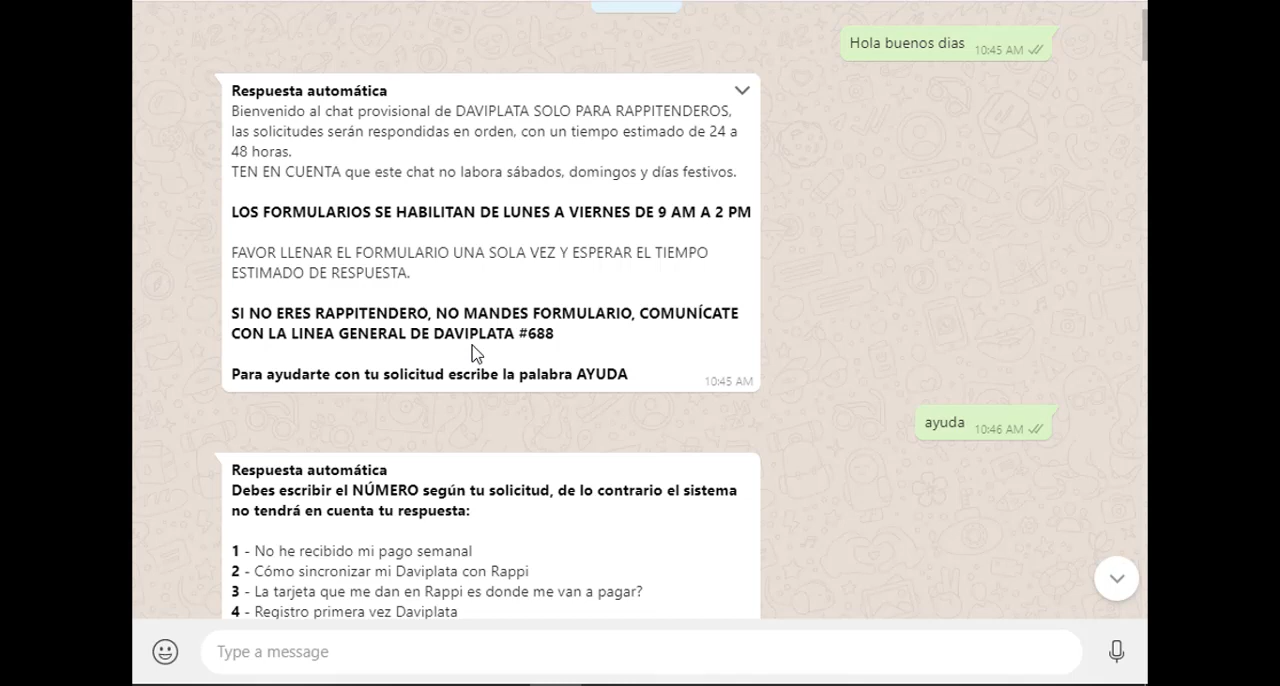 Hola buenos dias 10:45 AM
Respuesta automática
Bienvenido al chat provisional de DAVIPLATA SOLO PARA RAPPITENDEROS,
las solicitudes serán respondidas en orden, con un tiempo estimado de 24 a
48 horas.
TEN EN CUENTA que este chat no labora sábados, domingos y días festivos.
LOS FORMULARIOS SE HABILITAN DE LUNES A VIERNES DE 9 AM A 2 PM
FAVOR LLENAR EL FORMULARIO UNA SOLA VEZ Y ESPERAR EL TIEMPO
ESTIMADO DE RESPUESTA.
SI NO ERES RAPPITENDERO, NO MANDES FORMULARIO, COMUNÍCATE
CON LA LINEA GENERAL DE DAVIPLATA #688
Para ayudarte con tu solicitud escribe la palabra AYUDA
10:45 AM
ayuda 10:46 AM
Respuesta automática
Debes escribir el NÚMERO según tu solicitud, de lo contrario el sistema
no tendrá en cuenta tu respuesta:
1 - No he recibido mi pago semanal
2 - Cómo sincronizar mi Daviplata con Rappi
3 - La tarjeta que me dan en Rappi es donde me van a pagar?
4 - Registro primera vez Daviplata
Type a message